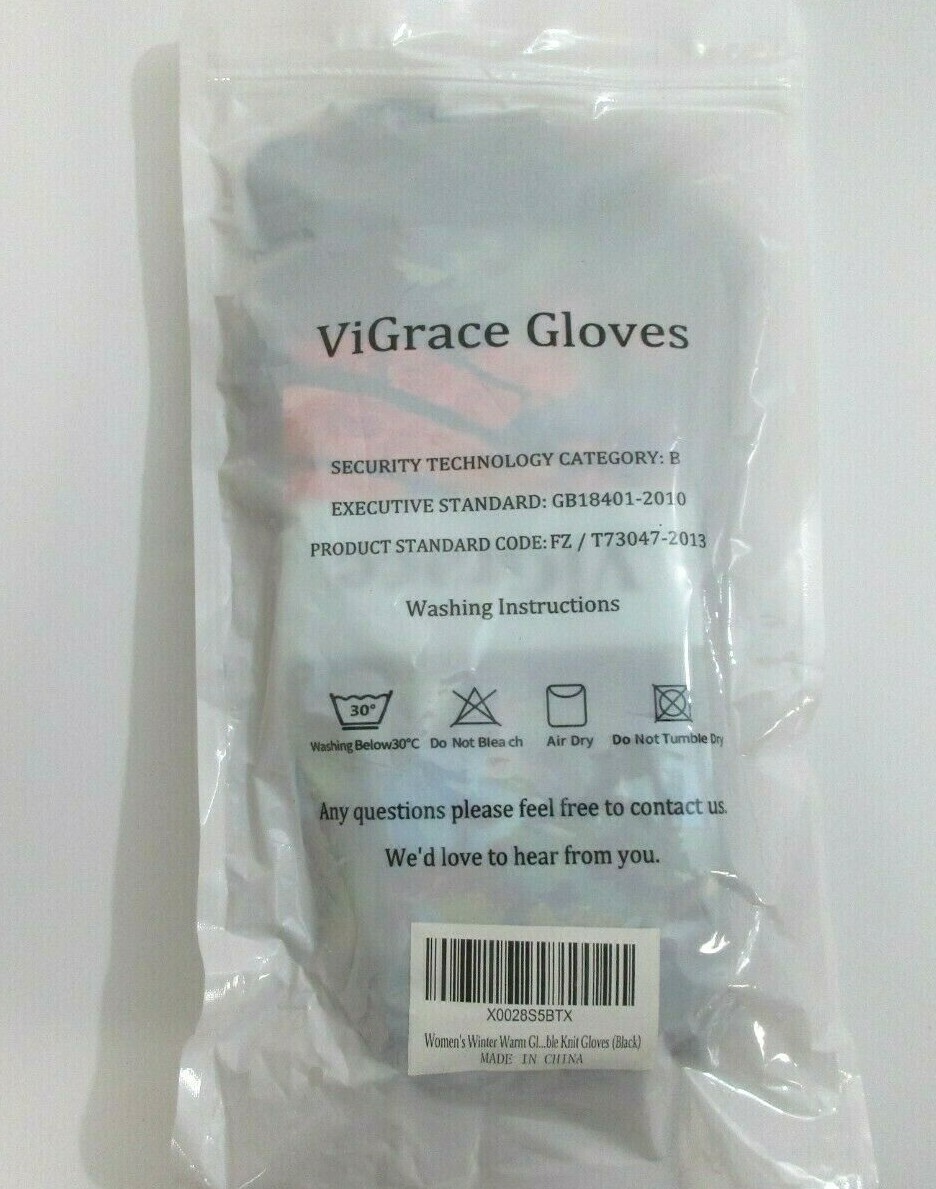 ViGrace Gloves
SECURITY TECHNOLOGY CATEGORY: B
EXECUTIVE STANDARD: GB18401-2010
PRODUCT STANDARD CODE: FZ / T73047-2013
Washing Instructions
30°
Washing Below30°C Do Not Bleach Air Dry Do Not Tumble Dry
Any questions please feel free to contact us.
We'd love to hear from you.
X0028S5BTX
Women's Winter Warm Gl...ble Knit Gloves (Black)
MADE IN CHINA